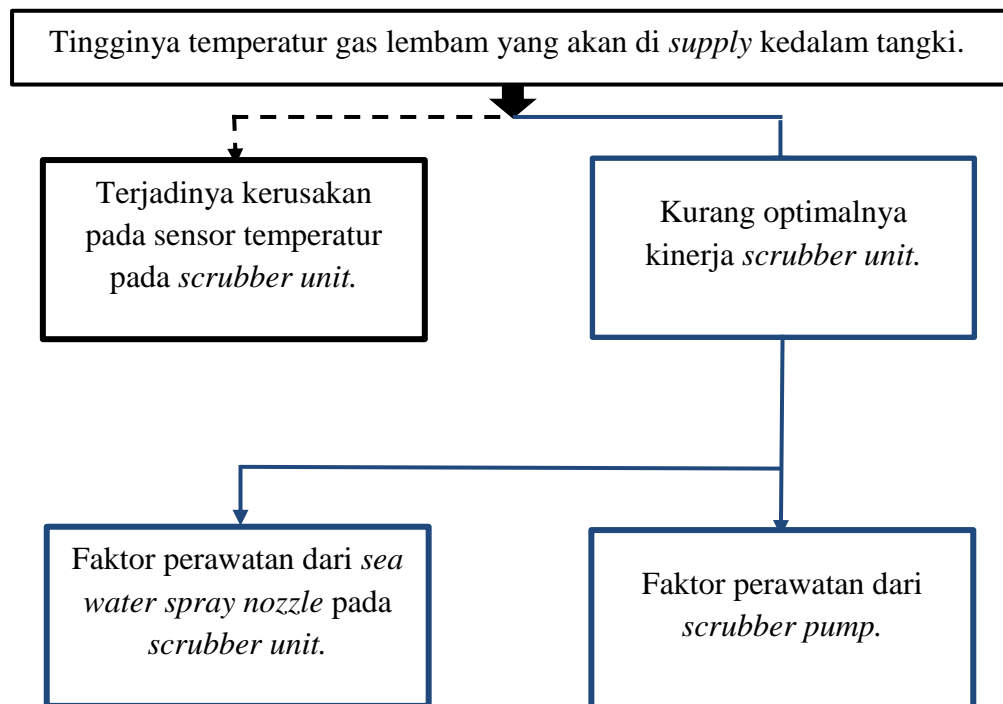 Tingginya temperatur gas lembam yang akan di supply kedalam tangki.
Terjadinya kerusakan
pada sensor temperatur
pada scrubber unit.
Kurang optimalnya
kinerja scrubber unit.
Faktor perawatan dari sea
water spray nozzle pada
scrubber unit.
Faktor perawatan dari
scrubber pump.